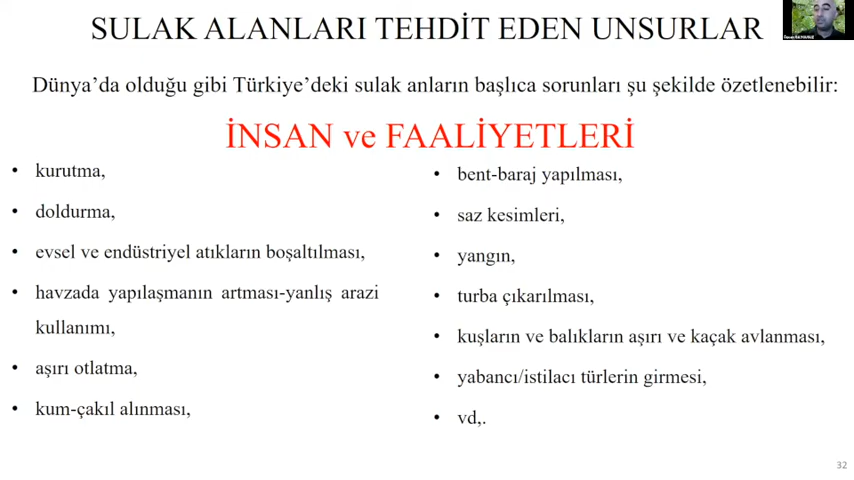 SULAK ALANLARI TEHDİT EDEN UNSURLAR
Dünya’da olduğu gibi Türkiye’deki sulak anların başlıca sorunları şu şekilde özetlenebilir:
İNSAN ve FAALİYETLERİ
• kurutma,
• doldurma,
• evsel ve endüstriyel atıkların boşaltılması,
• havzada yapılaşmanın artması-yanlış arazi
kullanımı,
• aşırı otlatma,
• kum-çakıl alınması,
• bent-baraj yapılması,
• saz kesimleri,
• yangın,
• turba çıkarılması,
• kuşların ve balıkların aşırı ve kaçak avlanması,
• yabancı/istilacı türlerin girmesi,
• vd,.
32